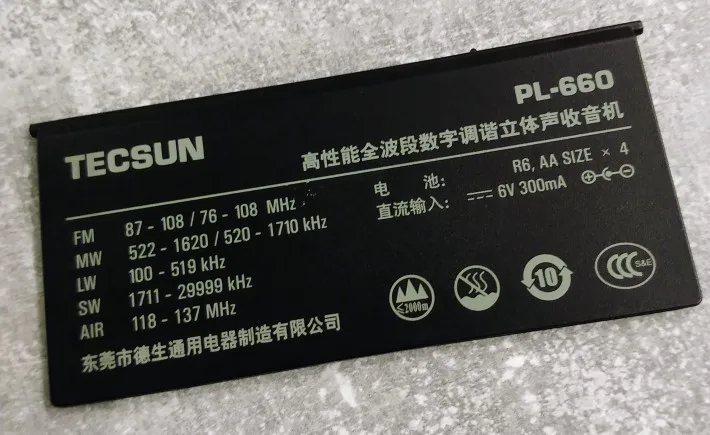 TECSUN
PL-660
高性能全波段数字调谐立体声收音机
FM 87 - 108 / 76 - 108 MHz
MW 522 - 1620 / 520 - 1710 kHz
LW 100 - 519 kHz
SW 1711 - 29999 kHz
AIR 118 - 137 MHz
电 池: R6, AA SIZE × 4
直流输入: 6V 300mA
≤2000m
10
CCC S&E
东莞市德生通用电器制造有限公司